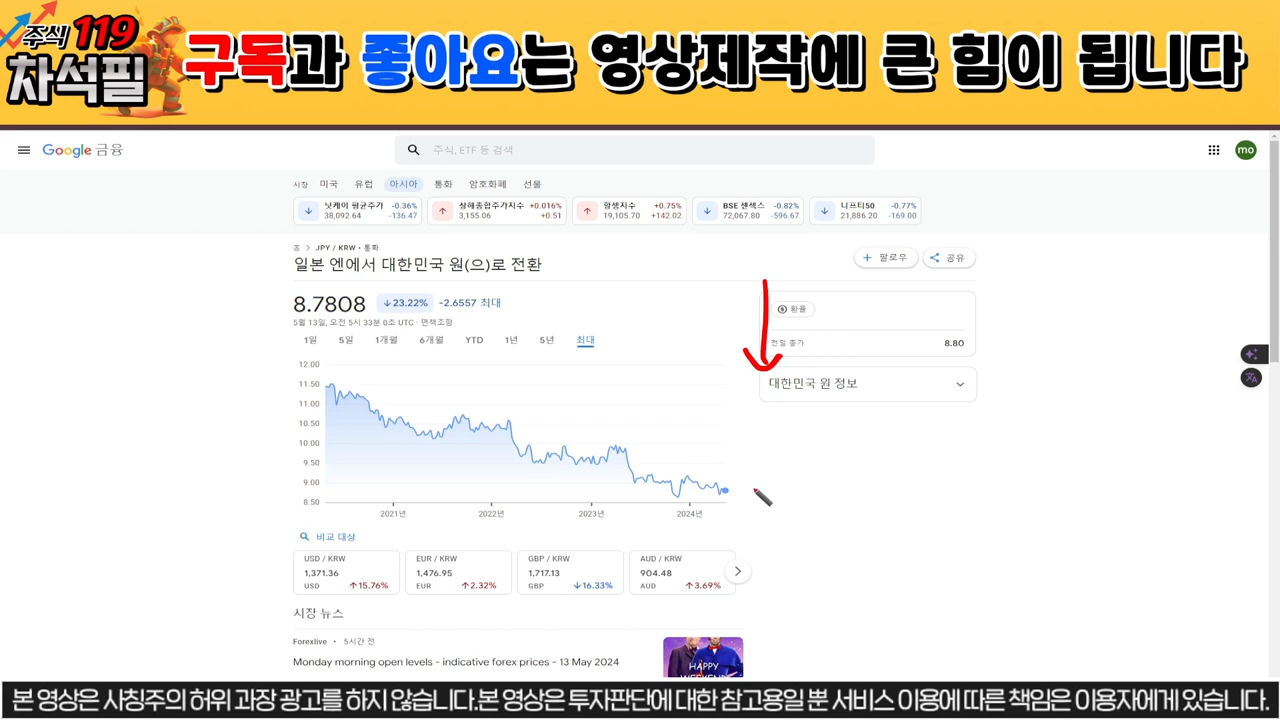 주식 119
차석필
구독과 좋아요는 영상제작에 큰 힘이 됩니다
Google 금융
주식, ETF 등 검색
mo
시장 미국 유럽 아시아 통화 암호화폐 선물
닛케이 평균주가 -0.36%
38,092.64 -136.47
상해종합주가지수 +0.016%
3,155.06 +0.51
항생지수 +0.75%
19,105.70 +142.02
BSE 센섹스 -0.82%
72,067.80 -596.67
니프티50 -0.77%
21,886.20 -169.00
홈 > JPY / KRW • 통화
일본 엔에서 대한민국 원(으)로 전환
+ 팔로우
공유
8.7808 ↓23.22% -2.6557 최대
5월 13일, 오전 5시 33분 0초 UTC · 면책조항
1일 5일 1개월 6개월 YTD 1년 5년 최대
환율
전일 종가 8.80
대한민국 원 정보
12.00
11.50
11.00
10.50
10.00
9.50
9.00
8.50
2021년 2022년 2023년 2024년
비교 대상
USD / KRW
1,371.36
USD ↑15.76%
EUR / KRW
1,476.95
EUR ↑2.32%
GBP / KRW
1,717.13
GBP ↓16.33%
AUD / KRW
904.48
AUD ↑3.69%
시장 뉴스
Forexlive • 5시간 전
Monday morning open levels - indicative forex prices - 13 May 2024
HAPPY
WEEKEND
본 영상은 사칭주의 허위 과장 광고를 하지 않습니다.본 영상은 투자판단에 대한 참고용일 뿐 서비스 이용에 따른 책임은 이용자에게 있습니다.